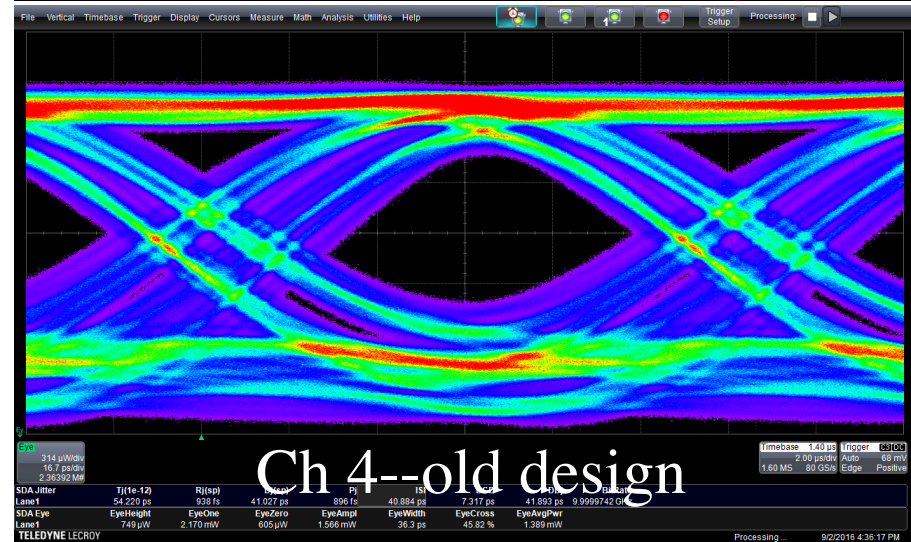 File Vertical Timebase Trigger Display Cursors Measure Math Analysis Utilities Help
1
Trigger Setup
Processing:
Eye
314 µW/div
16.7 ps/div
2.36392 M#
Timebase 1.40 µs
2.00 µs/div
1.60 MS 80 GS/s
Trigger C3 DC
Auto 68 mV
Edge Positive
Ch 4--old design
SDA Jitter Tj(1e-12) Rj(sp) Pj ISI
Lane1 54.220 ps 938 fs 41.027 ps 896 fs 40.884 ps 7.317 ps 41.893 ps 9.9999742 GHz
SDA Eye EyeHeight EyeOne EyeZero EyeAmpl EyeWidth EyeCross EyeAvgPwr
Lane1 749 µW 2.170 mW 605 µW 1.566 mW 36.3 ps 45.82 % 1.389 mW
TELEDYNE LECROY
Processing ... 9/2/2016 4:36:17 PM